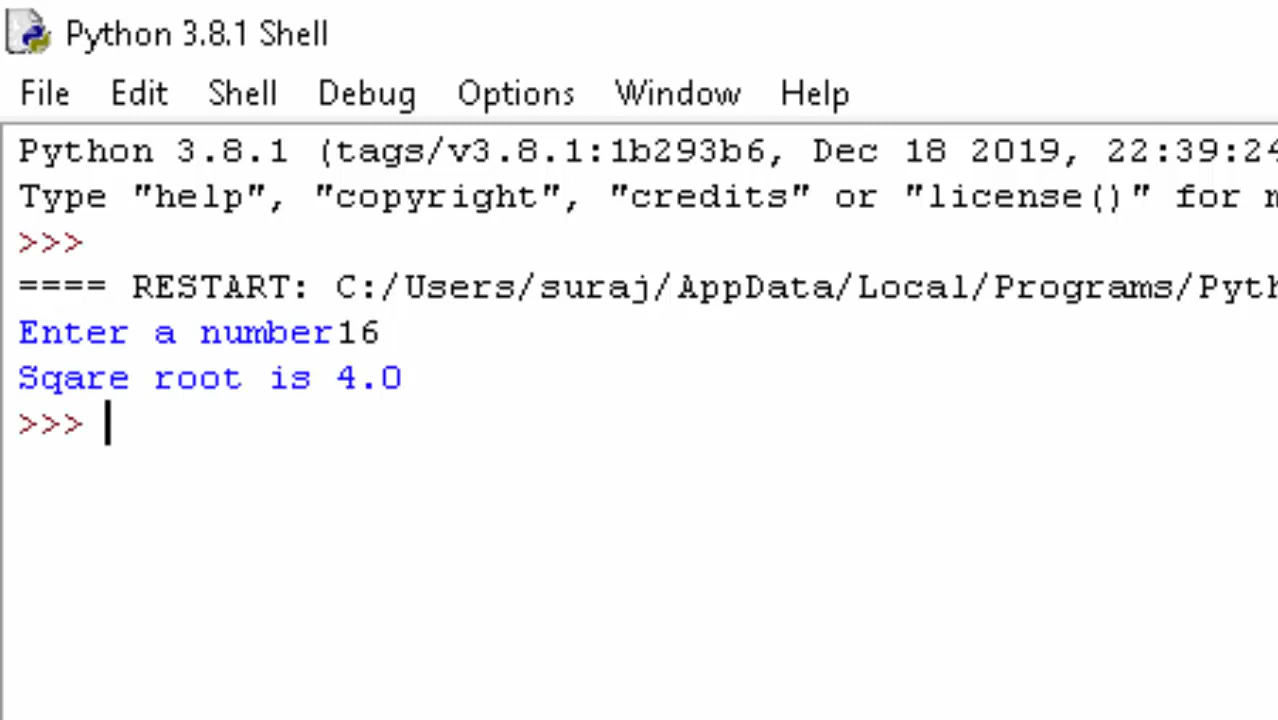 Python 3.8.1 Shell
File Edit Shell Debug Options Window Help
Python 3.8.1 (tags/v3.8.1:1b293b6, Dec 18 2019, 22:39:24
Type "help", "copyright", "credits" or "license()" for
>>>
==== RESTART: C:/Users/suraj/AppData/Local/Programs/Pyth
Enter a number16
Sqare root is 4.0
>>>